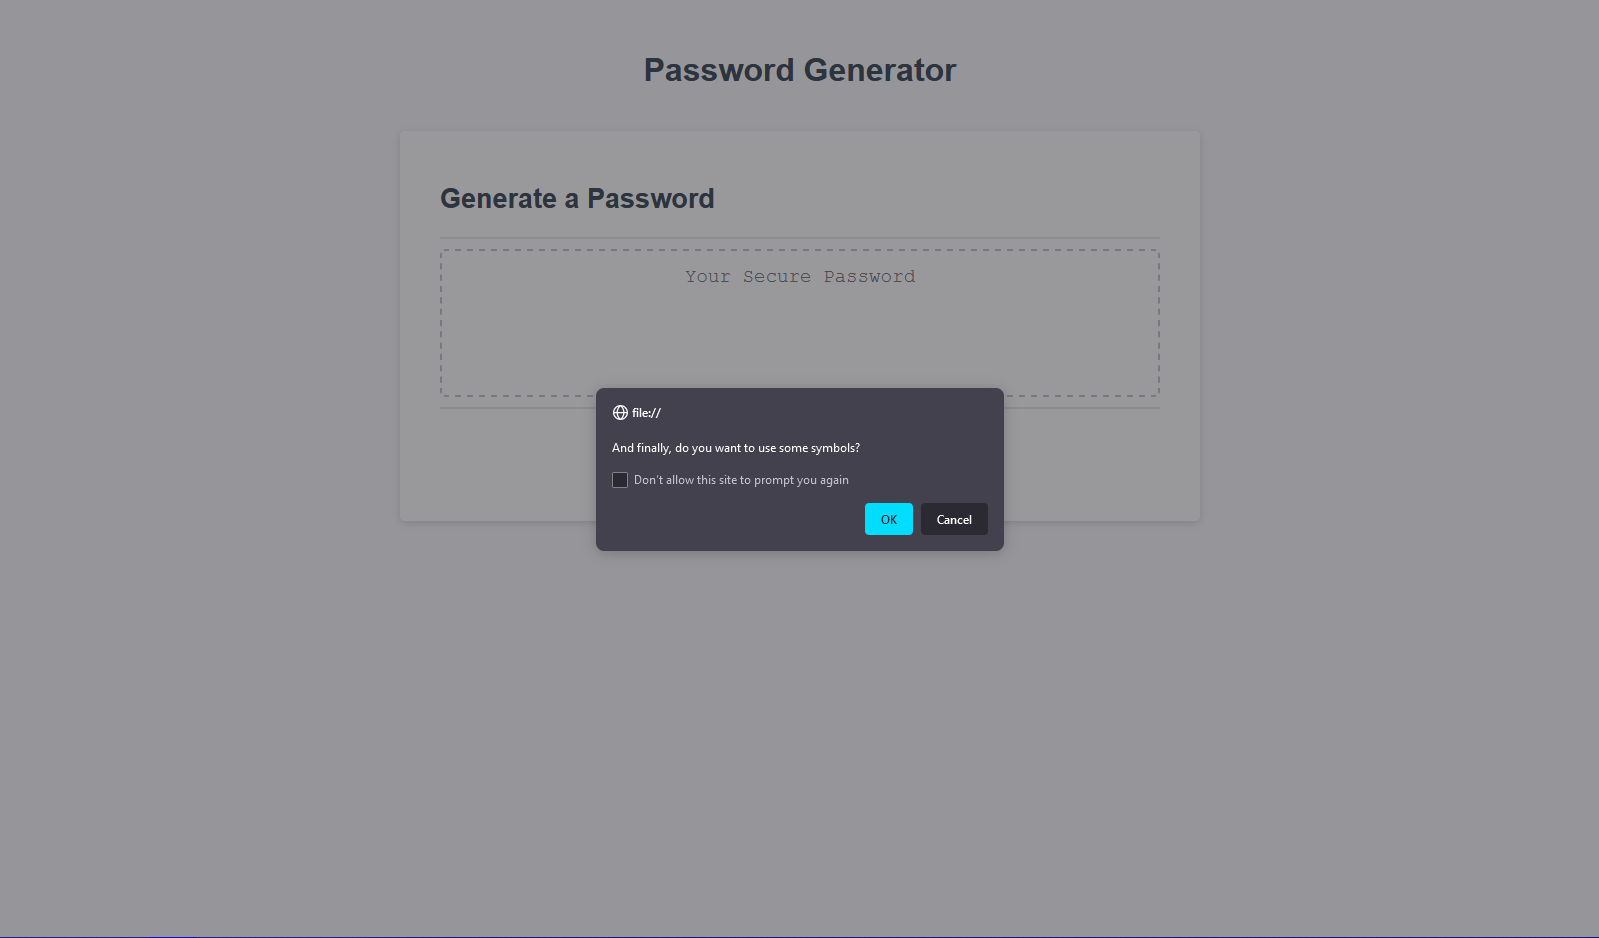 Password Generator
Generate a Password
Your Secure Password
file://
And finally, do you want to use some symbols?
Don't allow this site to prompt you again
OK Cancel